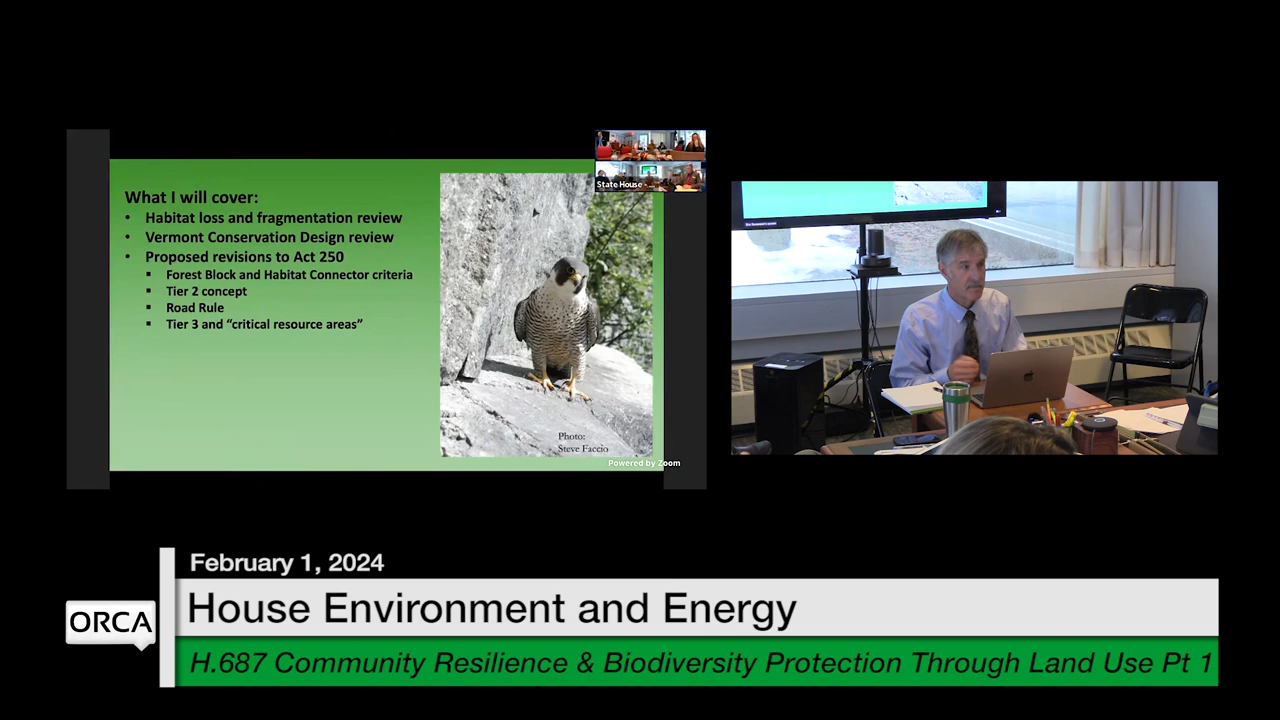 State House - ...
What I will cover:
• Habitat loss and fragmentation review
• Vermont Conservation Design review
• Proposed revisions to Act 250
▪ Forest Block and Habitat Connector criteria
▪ Tier 2 concept
▪ Road Rule
▪ Tier 3 and “critical resource areas”
Photo:
Steve Faccio
Powered by Zoom
February 1, 2024
ORCA
House Environment and Energy
H.687 Community Resilience & Biodiversity Protection Through Land Use Pt 1